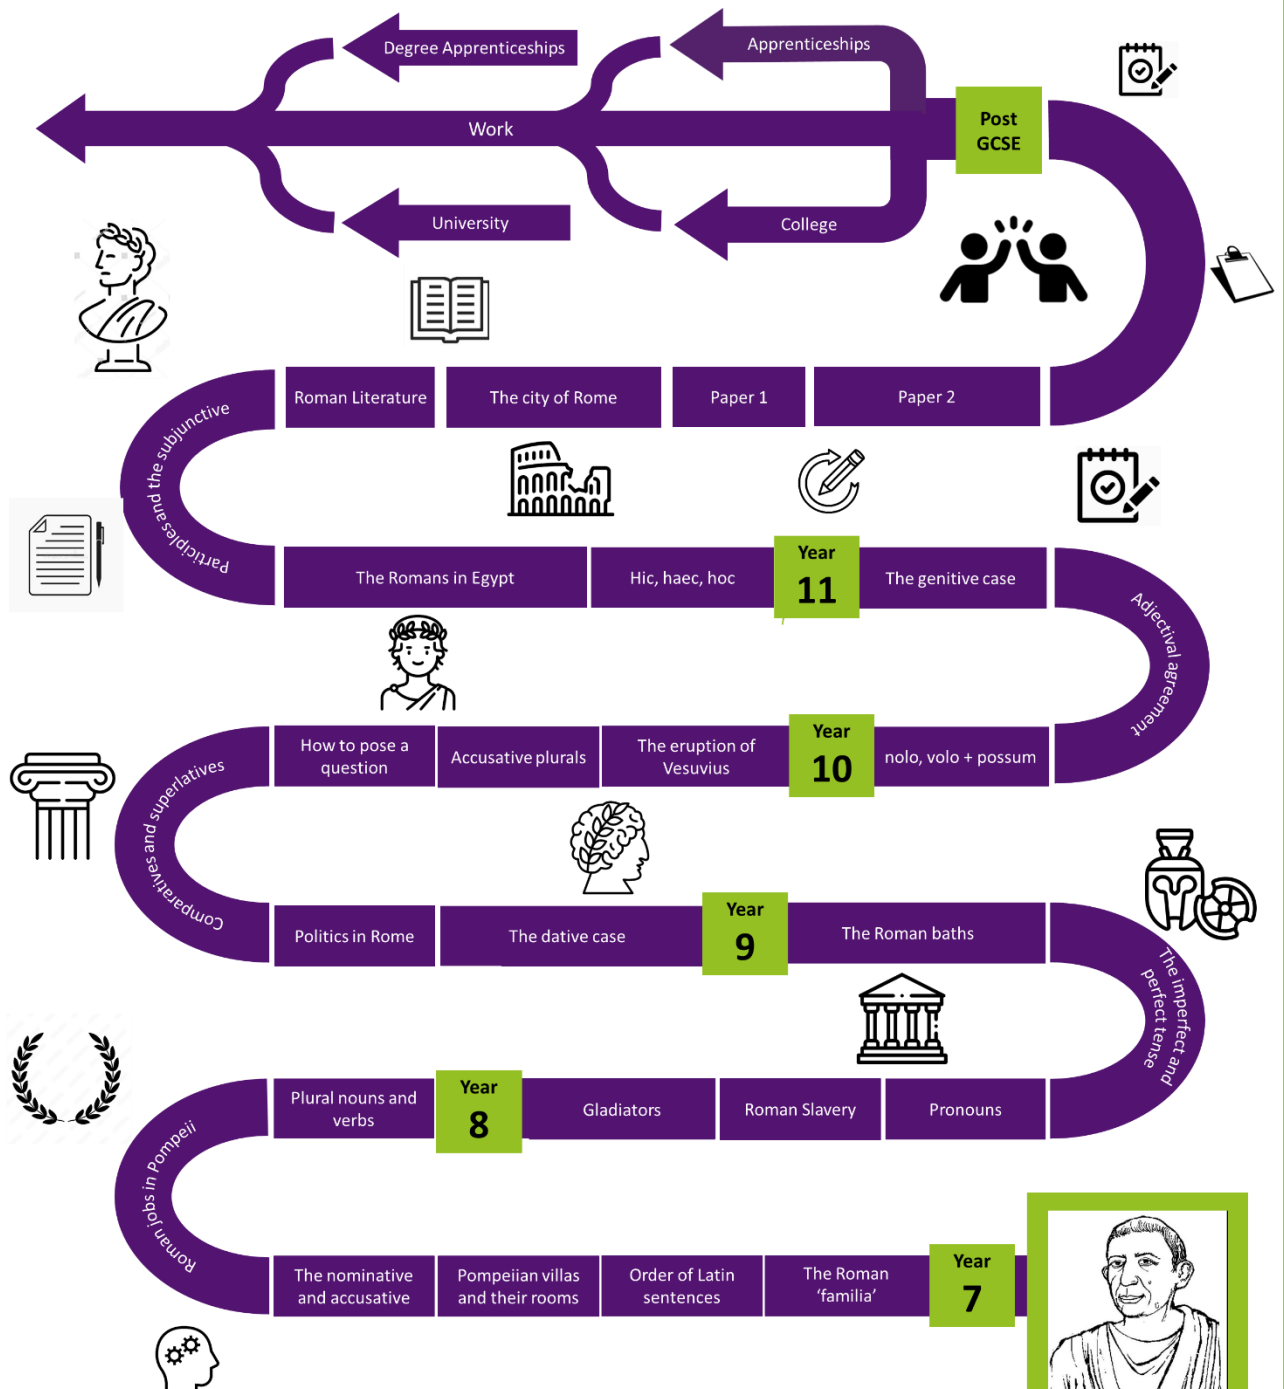 Degree Apprenticeships
Apprenticeships
Work
Post
GCSE
University
College
Roman Literature
The city of Rome
Paper 1
Paper 2
Participles and the subjunctive
The Romans in Egypt
Hic, haec, hoc
Year
11
The genitive case
Adjectival agreement
How to pose a
question
Accusative plurals
The eruption of
Vesuvius
Year
10
nolo, volo + possum
Comparatives and superlatives
Politics in Rome
The dative case
Year
9
The Roman baths
The imperfect and
perfect tense
Plural nouns and
verbs
Year
8
Gladiators
Roman Slavery
Pronouns
Roman jobs in Pompeii
The nominative
and accusative
Pompeiian villas
and their rooms
Order of Latin
sentences
The Roman
‘familia’
Year
7